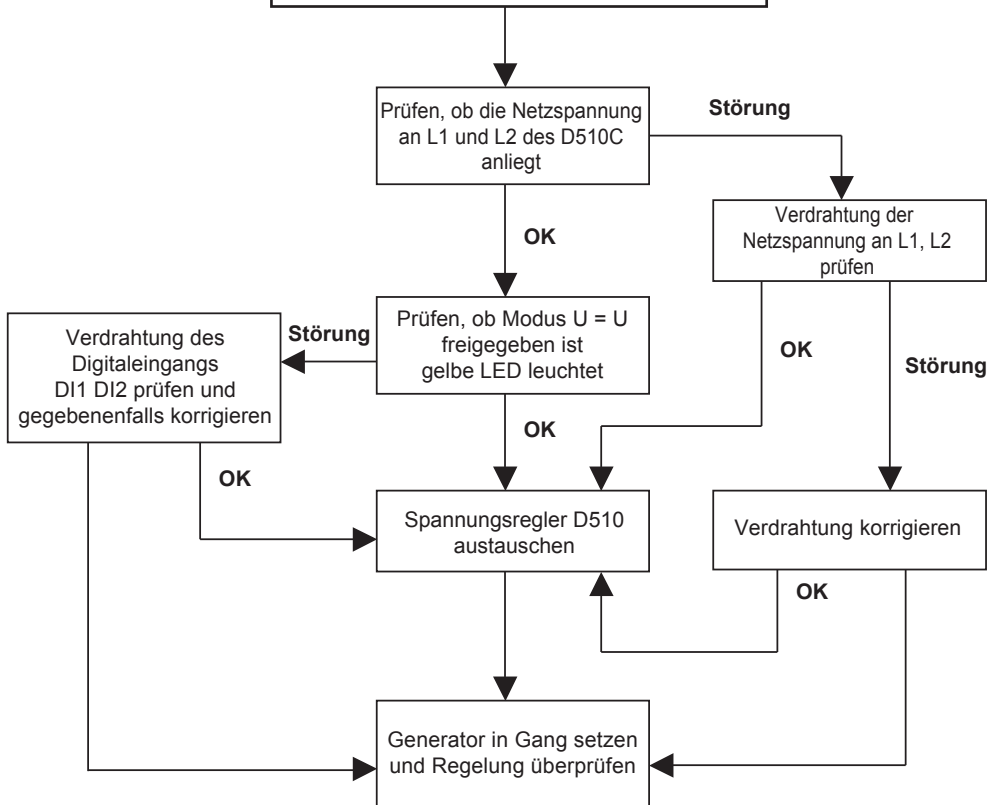 Prüfen, ob die Netzspannung
an L1 und L2 des D510C
anliegt
Störung
OK
Verdrahtung der
Netzspannung an L1, L2
prüfen
Verdrahtung des
Digitaleingangs
DI1 DI2 prüfen und
gegebenenfalls korrigieren
Störung
Prüfen, ob Modus U = U
freigegeben ist
gelbe LED leuchtet
OK
Störung
OK
OK
Spannungsregler D510
austauschen
Verdrahtung korrigieren
OK
Generator in Gang setzen
und Regelung überprüfen